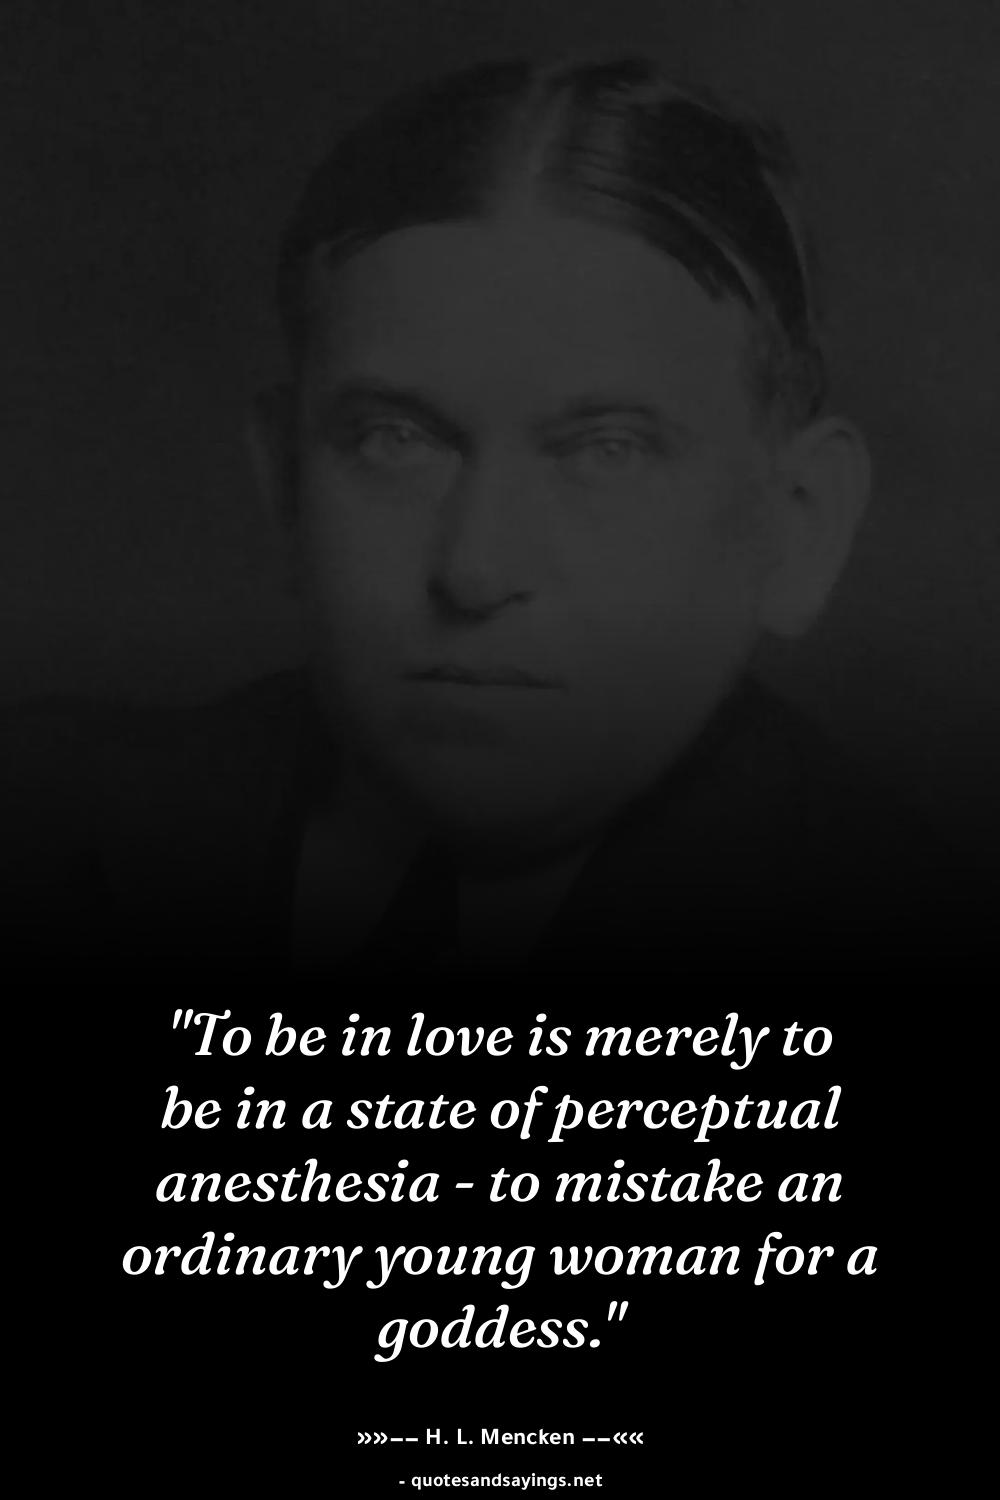 "To be in love is merely to
be in a state of perceptual
anesthesia - to mistake an
ordinary young woman for a
goddess."
»»–– H. L. Mencken ––««
- quotesandsayings.net